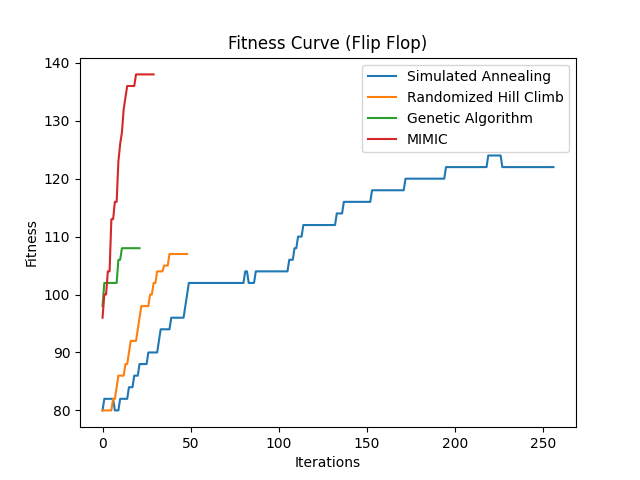 Fitness Curve (Flip Flop)
140
130
120
110
100
90
80
Fitness
Simulated Annealing
Randomized Hill Climb
Genetic Algorithm
MIMIC
0 50 100 150 200 250
Iterations